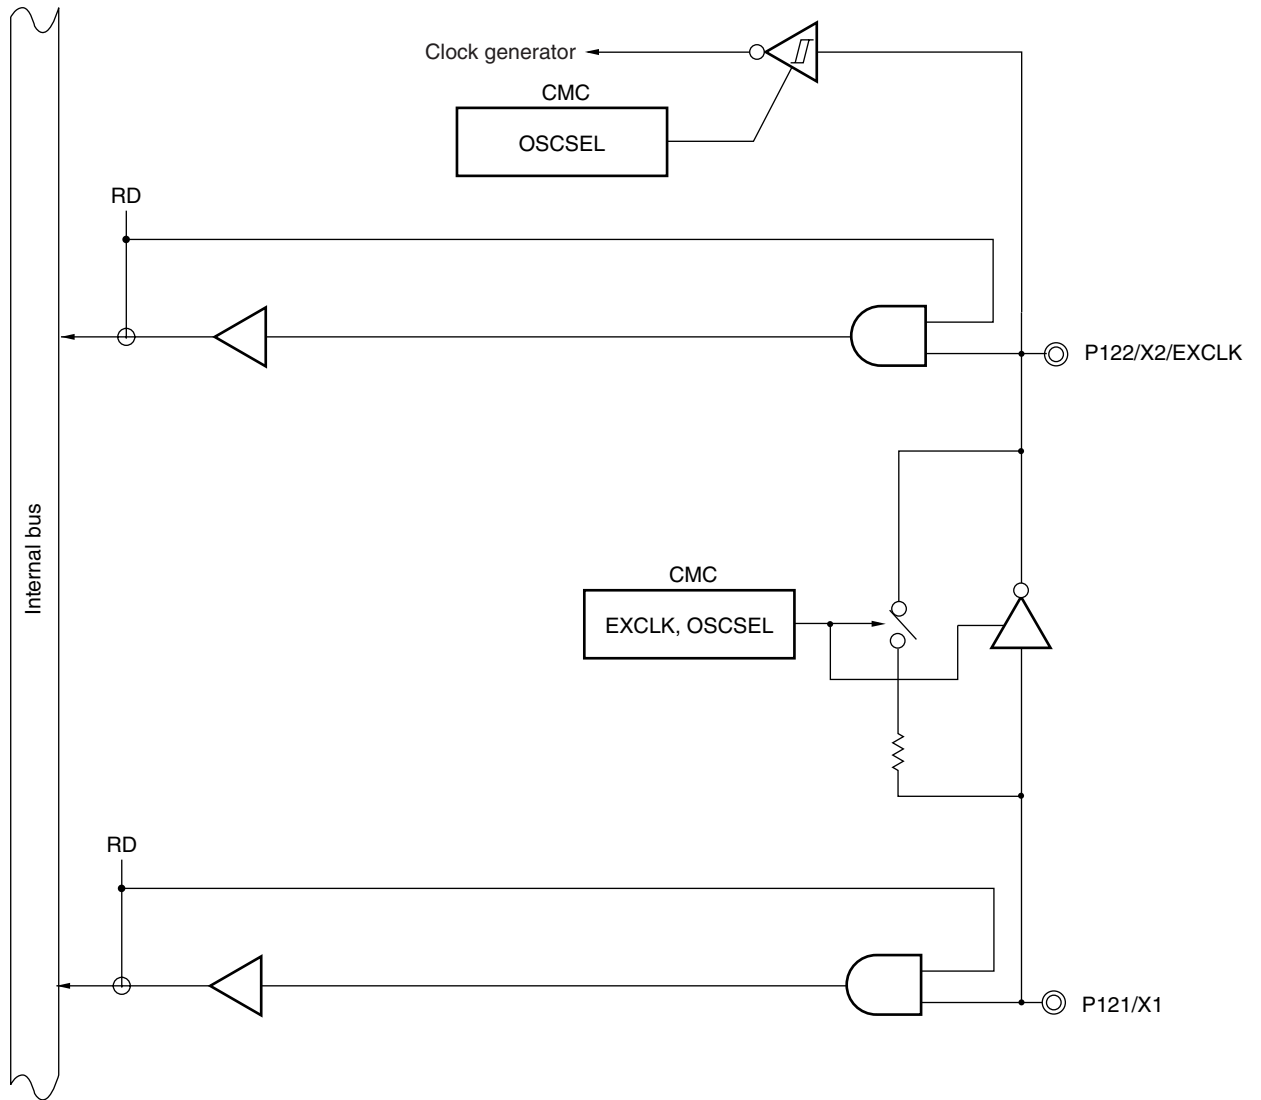 Clock generator
CMC
OSCSEL
RD
P122/X2/EXCLK
Internal bus
CMC
EXCLK, OSCSEL
RD
P121/X1